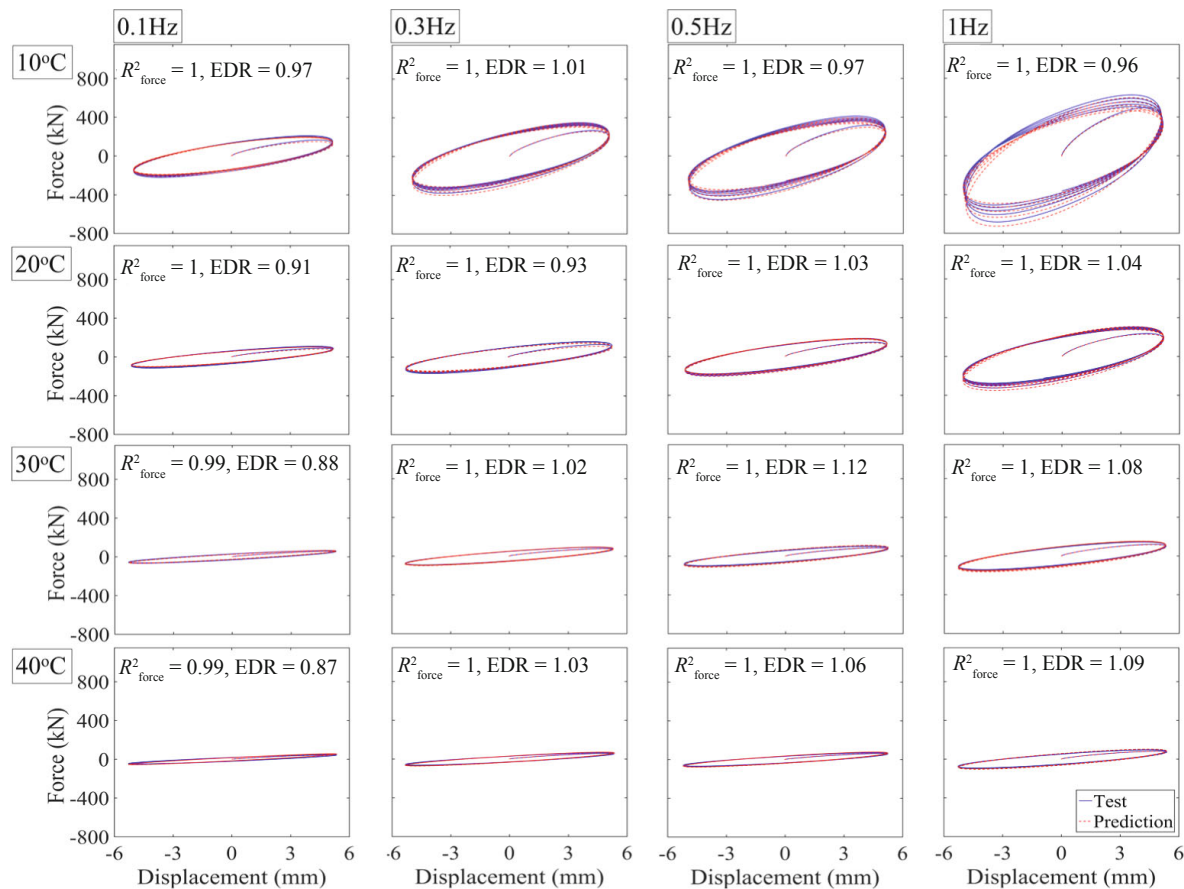 0.1Hz 0.3Hz 0.5Hz 1Hz
10°C
R²force = 1, EDR = 0.97
R²force = 1, EDR = 1.01
R²force = 1, EDR = 0.97
R²force = 1, EDR = 0.96
Force (kN)
800
400
0
-400
-800
20°C
R²force = 1, EDR = 0.91
R²force = 1, EDR = 0.93
R²force = 1, EDR = 1.03
R²force = 1, EDR = 1.04
Force (kN)
800
400
0
-400
-800
30°C
R²force = 0.99, EDR = 0.88
R²force = 1, EDR = 1.02
R²force = 1, EDR = 1.12
R²force = 1, EDR = 1.08
Force (kN)
800
400
0
-400
-800
40°C
R²force = 0.99, EDR = 0.87
R²force = 1, EDR = 1.03
R²force = 1, EDR = 1.06
R²force = 1, EDR = 1.09
Force (kN)
800
400
0
-400
-800
Test
Prediction
-6 -3 0 3 6
-6 -3 0 3 6
-6 -3 0 3 6
-6 -3 0 3 6
Displacement (mm)
Displacement (mm)
Displacement (mm)
Displacement (mm)